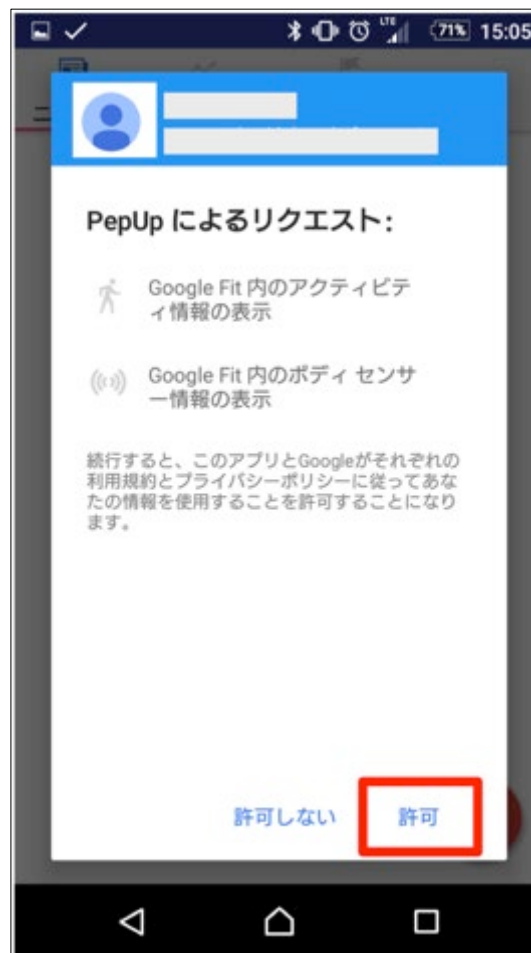 LTE 71% 15:05
ニ
PepUp によるリクエスト:
Google Fit 内のアクティビテ
ィ情報の表示
Google Fit 内のボディ センサ
ー情報の表示
続行すると、このアプリとGoogleがそれぞれの
利用規約とプライバシーポリシーに従ってあな
たの情報を使用することを許可することになり
ます。
許可しない 許可